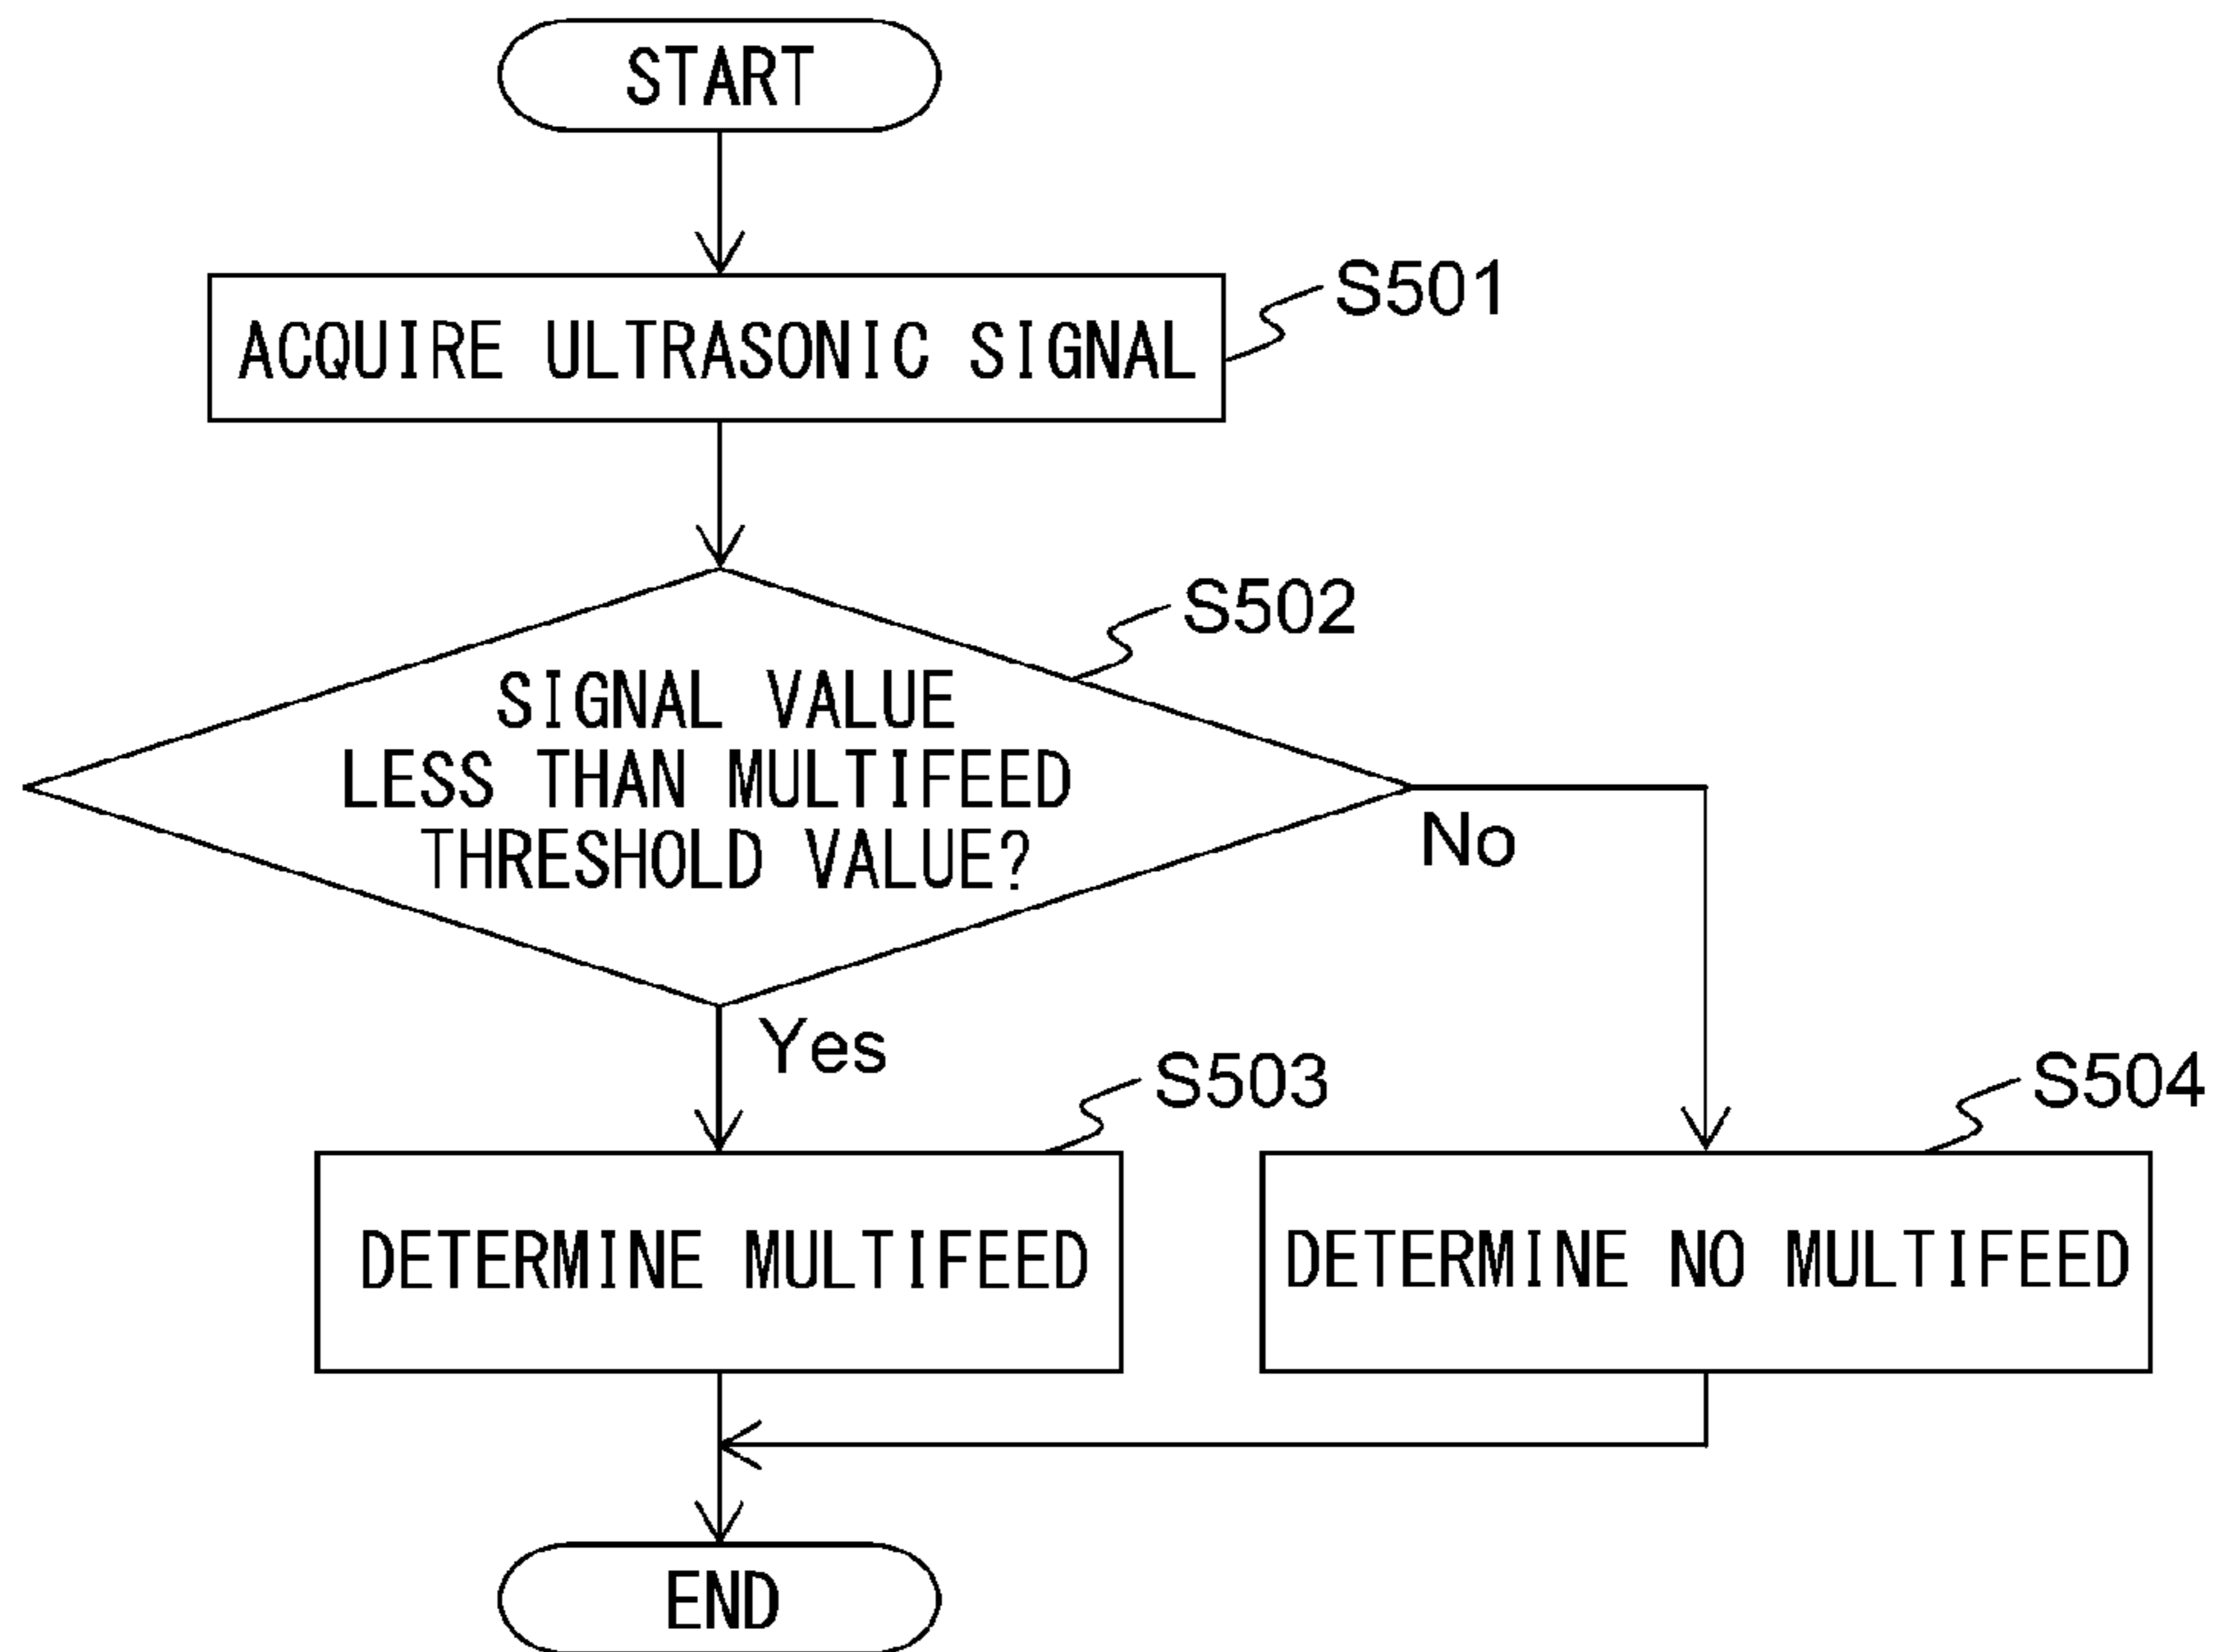 START
ACQUIRE ULTRASONIC SIGNAL
S501
S502
SIGNAL VALUE
LESS THAN MULTIFEED
THRESHOLD VALUE?
No
Yes
S503
S504
DETERMINE MULTIFEED
DETERMINE NO MULTIFEED
END